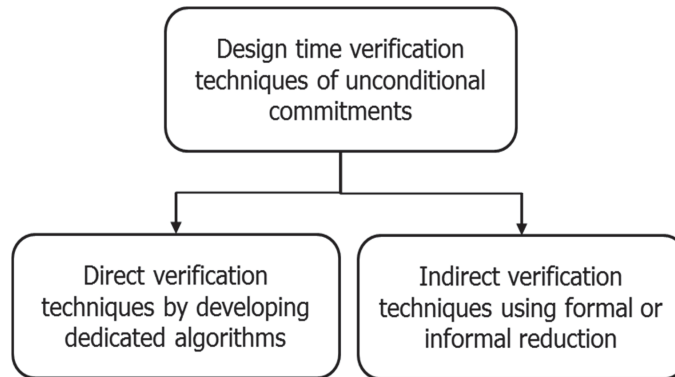 Design time verification
techniques of unconditional
commitments
Direct verification
techniques by developing
dedicated algorithms
Indirect verification
techniques using formal or
informal reduction